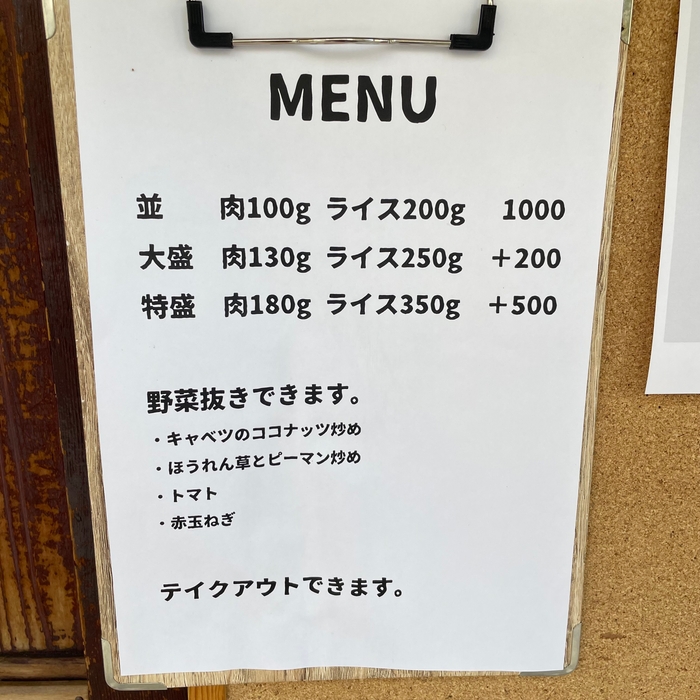 MENU
並 肉100g ライス200g 1000
大盛 肉130g ライス250g ＋200
特盛 肉180g ライス350g ＋500
野菜抜きできます。
・キャベツのココナッツ炒め
・ほうれん草とピーマン炒め
・トマト
・赤玉ねぎ
テイクアウトできます。